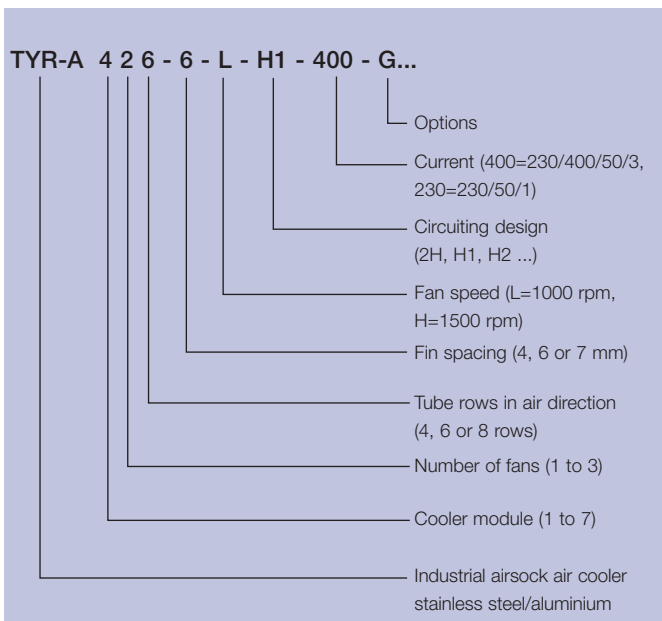 TYR-A 4 2 6 - 6 - L - H1 - 400 - G...
Options
Current (400=230/400/50/3,
230=230/50/1)
Circuiting design
(2H, H1, H2 ...)
Fan speed (L=1000 rpm,
H=1500 rpm)
Fin spacing (4, 6 or 7 mm)
Tube rows in air direction
(4, 6 or 8 rows)
Number of fans (1 to 3)
Cooler module (1 to 7)
Industrial airsock air cooler
stainless steel/aluminium